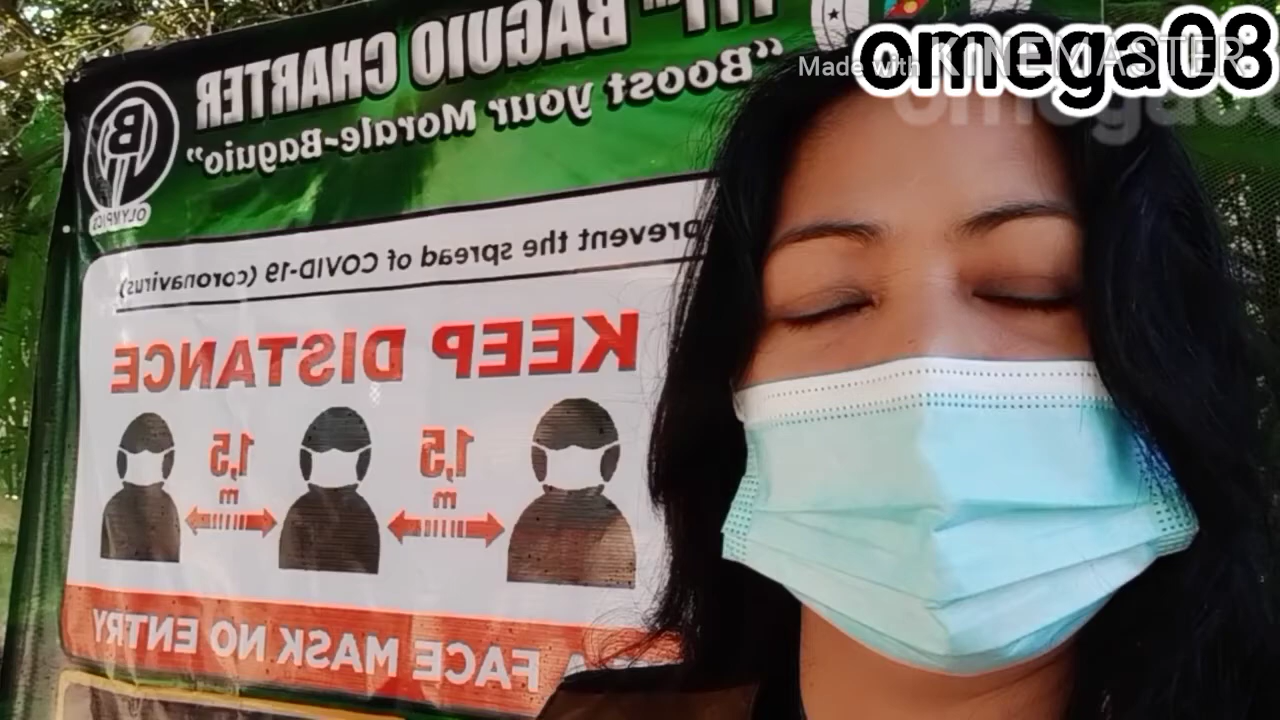 omega08
Made with KINEMASTER
BAGUIO CHARTER
"Boost your Morale-Baguio"
B
OLYMPICS
prevent the spread of COVID-19 (coronavirus)
KEEP DISTANCE
1,5 m
1,5 m
FACE MASK NO ENTRY